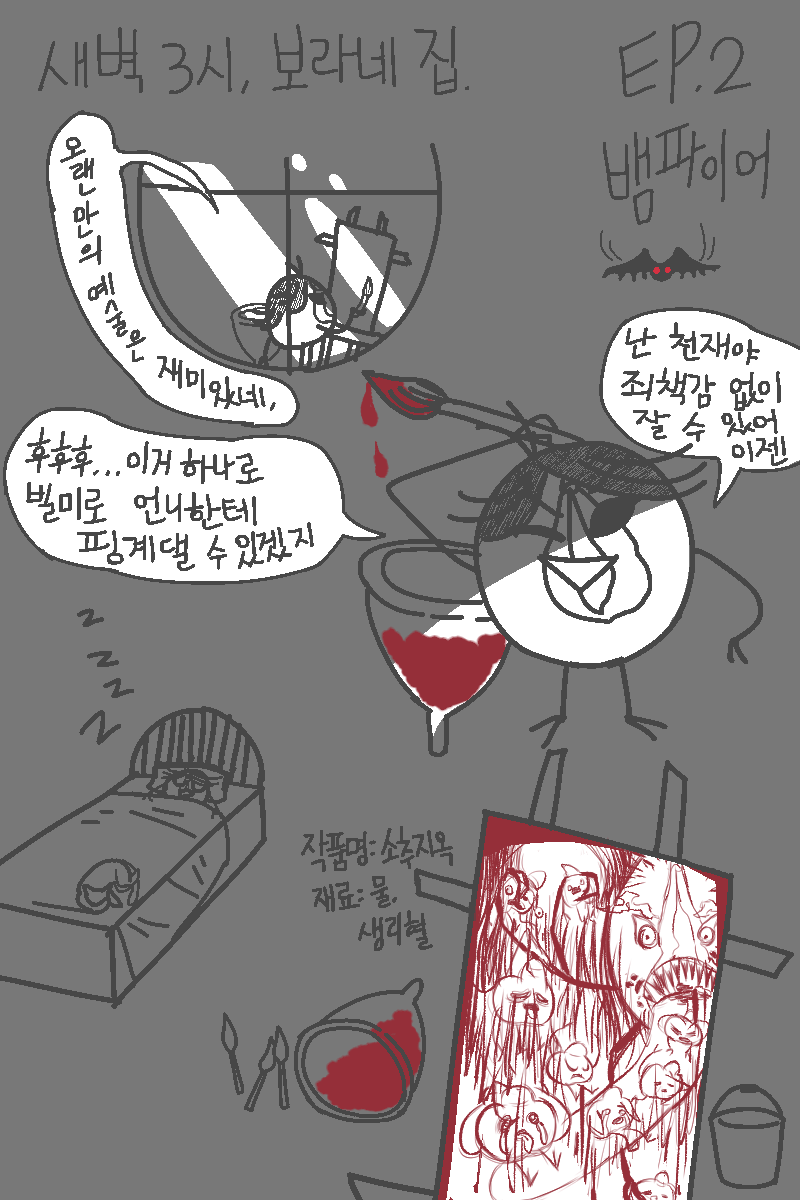 새벽 3시, 보라네 집.
EP.2
뱀파이어
오랜만의 예술은 재미있네,
난 천재야
죄책감 없이
잘 수 있어
이젠!
후후후... 이거 하나로
빌미로 언니한테
핑계댈 수 있겠지
z
z
z
z
작품명: 소추지옥
재료: 물,
생리혈